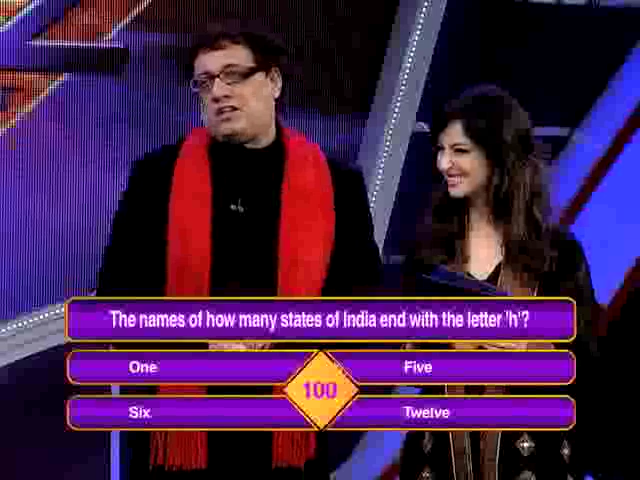 The names of how many states of India end with the letter 'h'?
One
Five
100
Six
Twelve